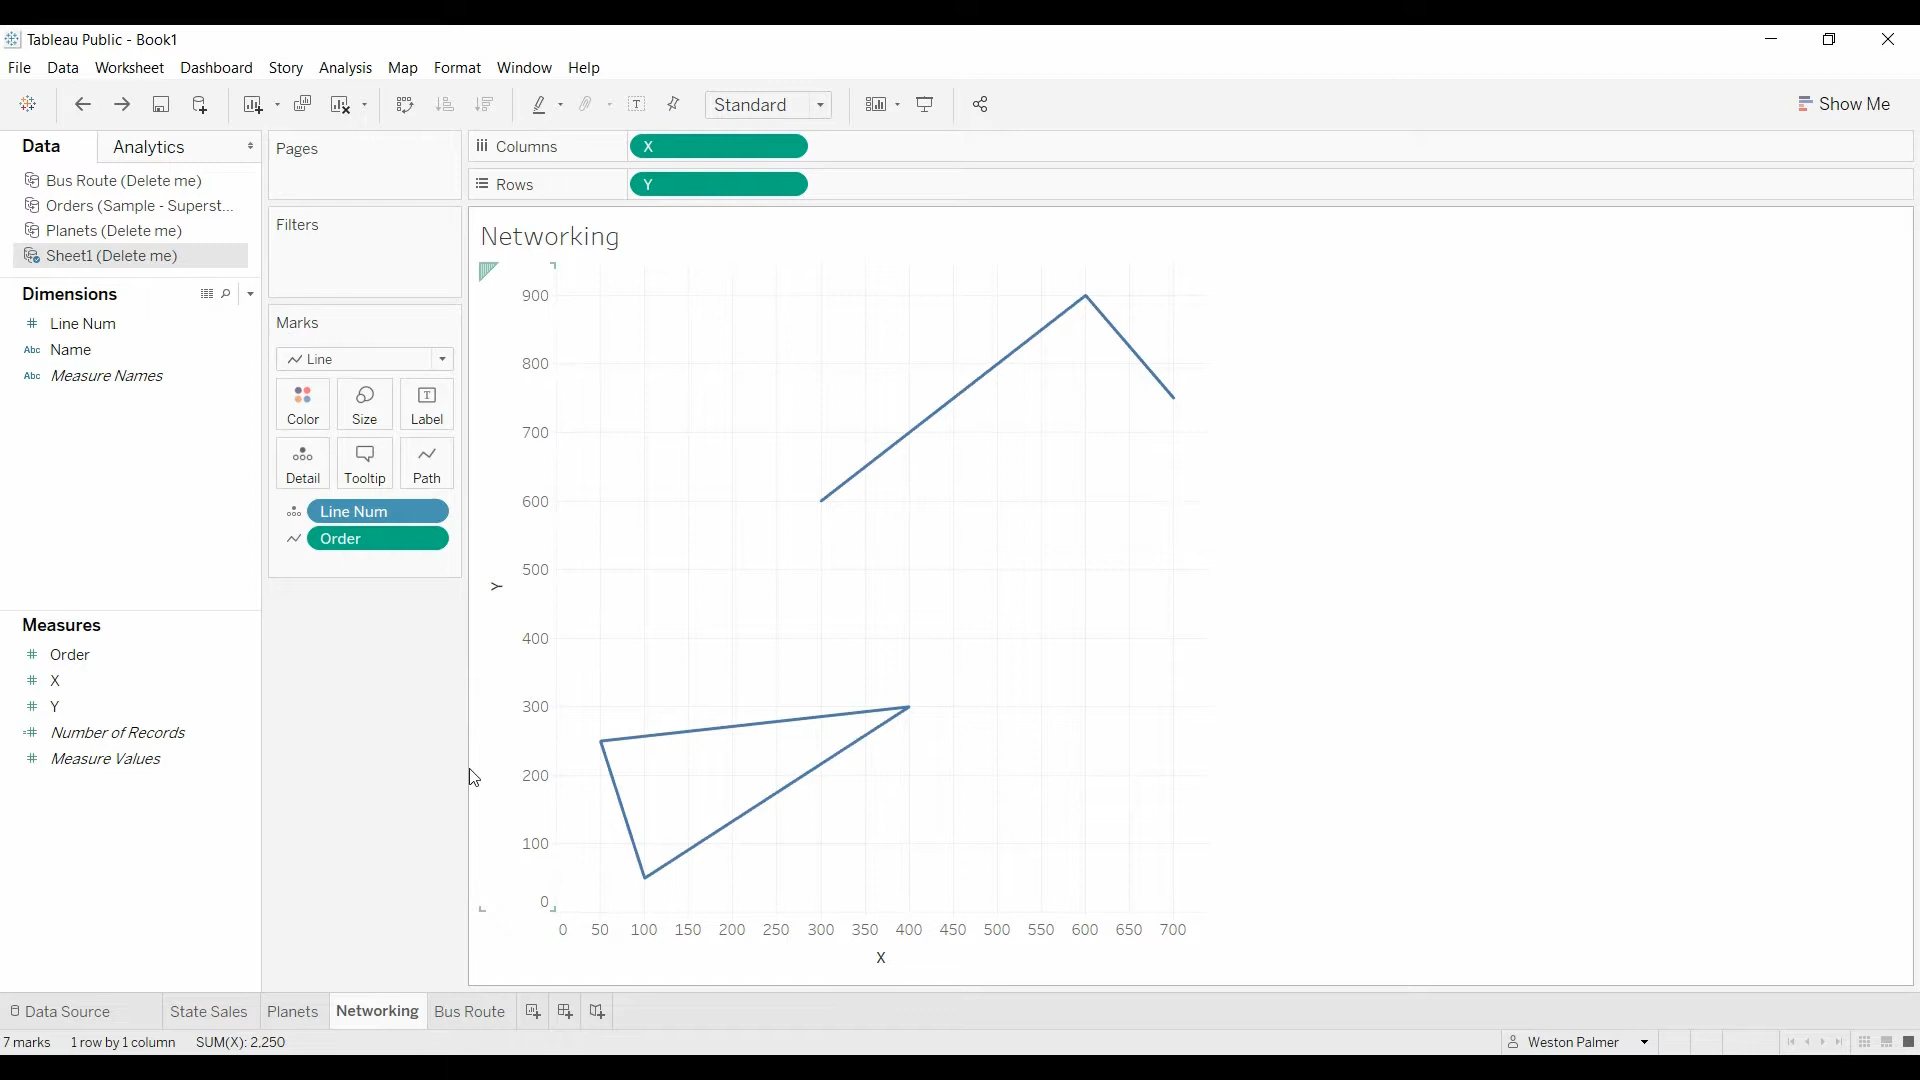 Tableau Public - Book1
File Data Worksheet Dashboard Story Analysis Map Format Window Help
Standard
Show Me
Data
Analytics
Bus Route (Delete me)
Orders (Sample - Superst...
Planets (Delete me)
Sheet1 (Delete me)
Dimensions
Line Num
Abc Name
Abc Measure Names
Measures
Order
X
Y
Number of Records
Measure Values
Pages
Filters
Marks
Line
Color Size Label
Detail Tooltip Path
Line Num
Order
Columns X
Rows Y
Networking
900
800
700
600
500
400
300
200
100
0
Y
0 50 100 150 200 250 300 350 400 450 500 550 600 650 700
X
Data Source State Sales Planets Networking Bus Route
7 marks 1 row by 1 column SUM(X): 2,250
Weston Palmer